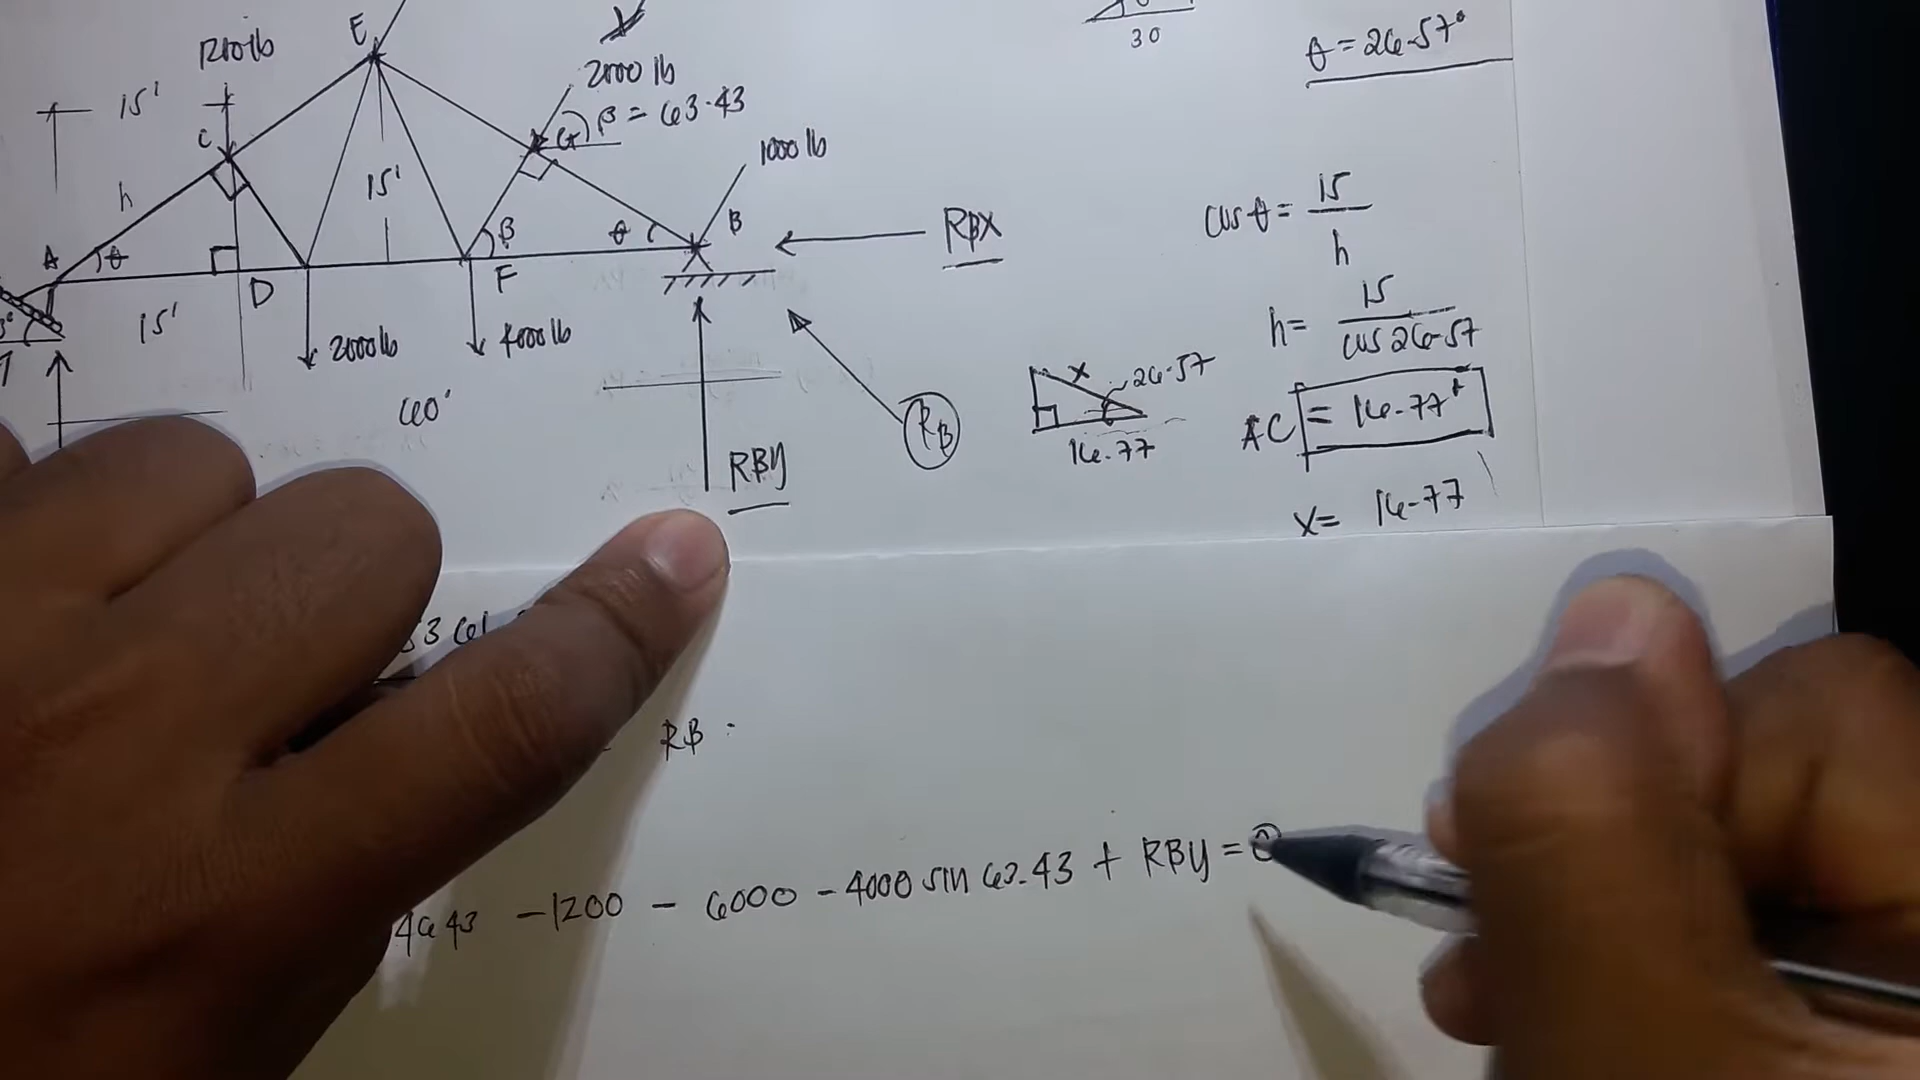 E
1200 lb
15'
C
h
A θ
15'
D
2000 lb
15'
60'
β
F
4000 lb
2000 lb
G β = 63.43
θ
1000 lb
B
RBX
RBY
RB
30
θ = 26.57°
cos θ = 15 / h
h = 15 / cos 26.57
AC = 16.77'
x = 16.77
x
26.57
16.77
RB :
-1200 - 6000 - 4000 sin 63.43 + RBY = 0